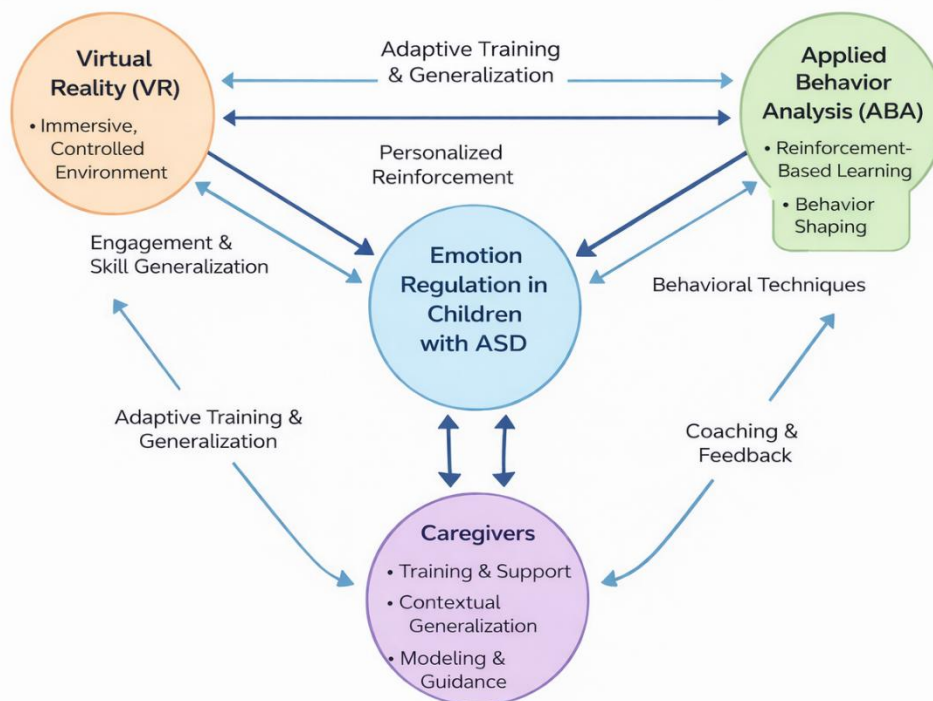 Virtual
Reality (VR)
• Immersive,
Controlled
Environment
Adaptive Training
& Generalization
Applied
Behavior
Analysis (ABA)
• Reinforcement-
Based Learning
• Behavior
Shaping
Personalized
Reinforcement
Engagement &
Skill Generalization
Emotion
Regulation in
Children
with ASD
Behavioral Techniques
Adaptive Training &
Generalization
Coaching &
Feedback
Caregivers
• Training & Support
• Contextual
Generalization
• Modeling &
Guidance